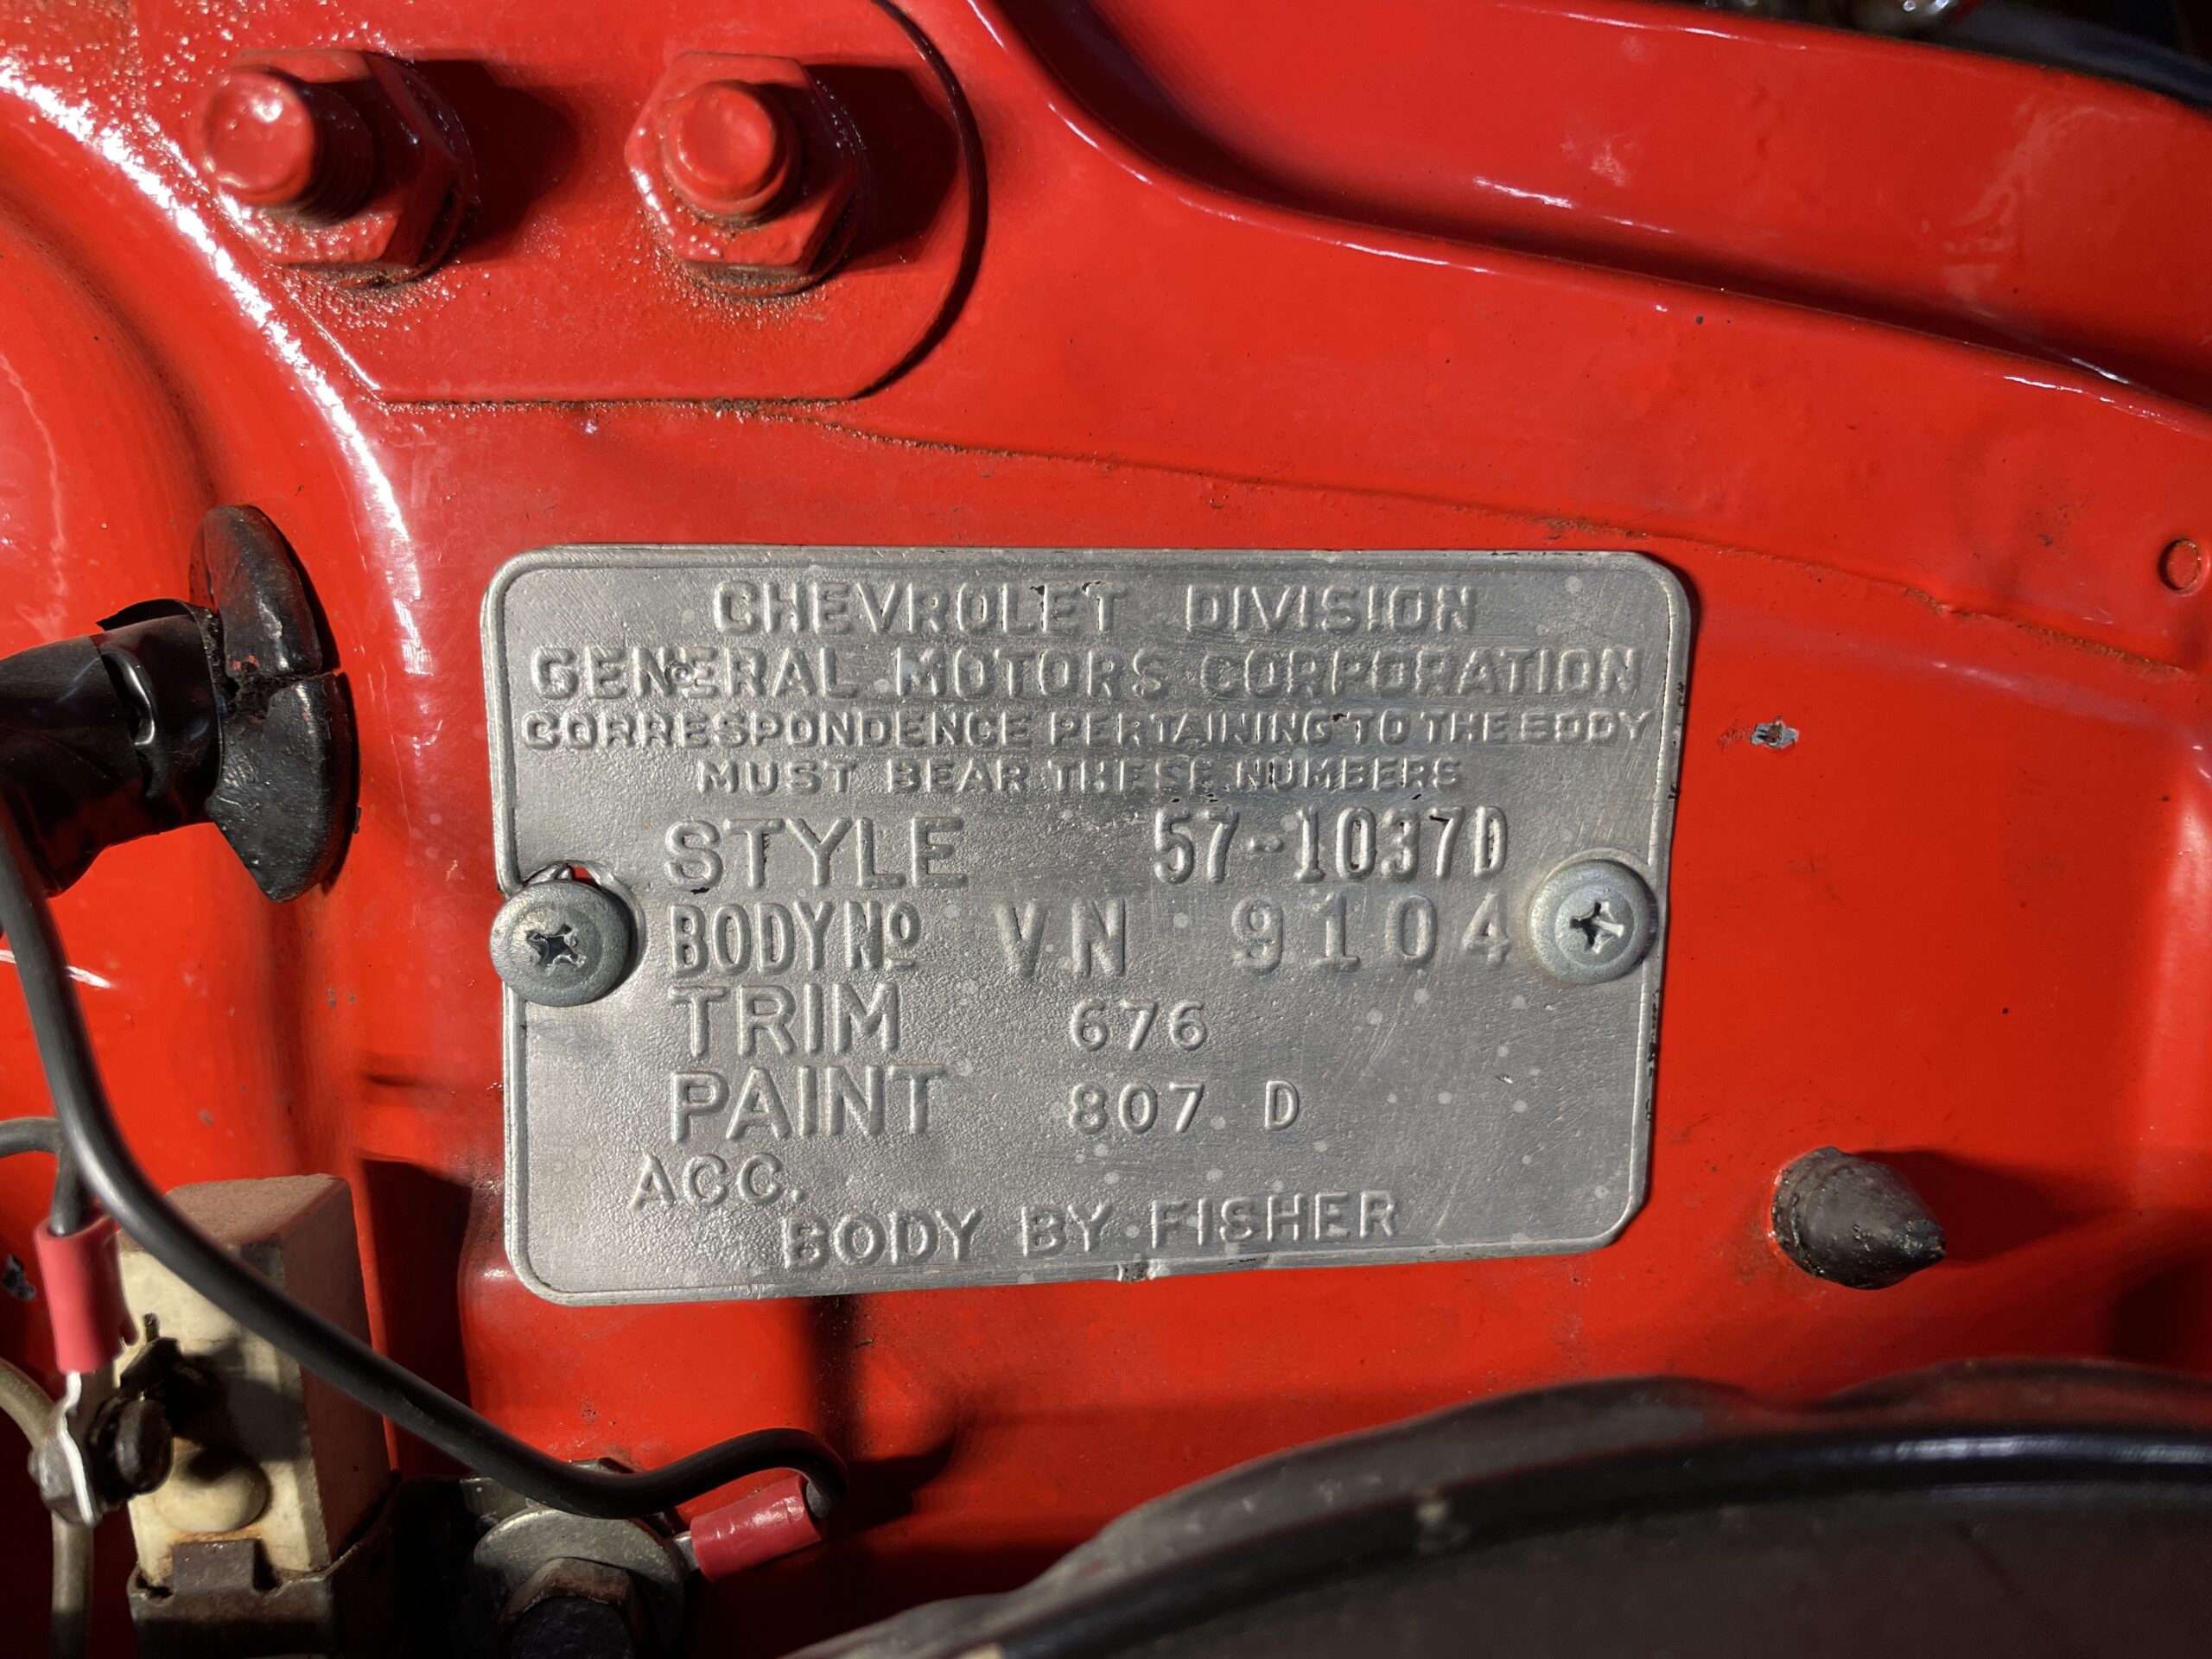 CHEVROLET DIVISION
GENERAL MOTORS CORPORATION
CORRESPONDENCE PERTAINING TO THE BODY
MUST BEAR THESE NUMBERS
STYLE 57-1037D
BODY Nº VN 9104
TRIM 676
PAINT 807 D
ACC.
BODY BY FISHER